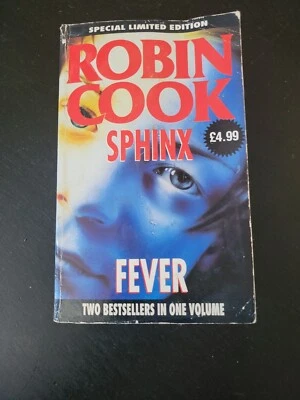 SPECIAL LIMITED EDITION
ROBIN
COOK
SPHINX
£4.99
FEVER
TWO BESTSELLERS IN ONE VOLUME